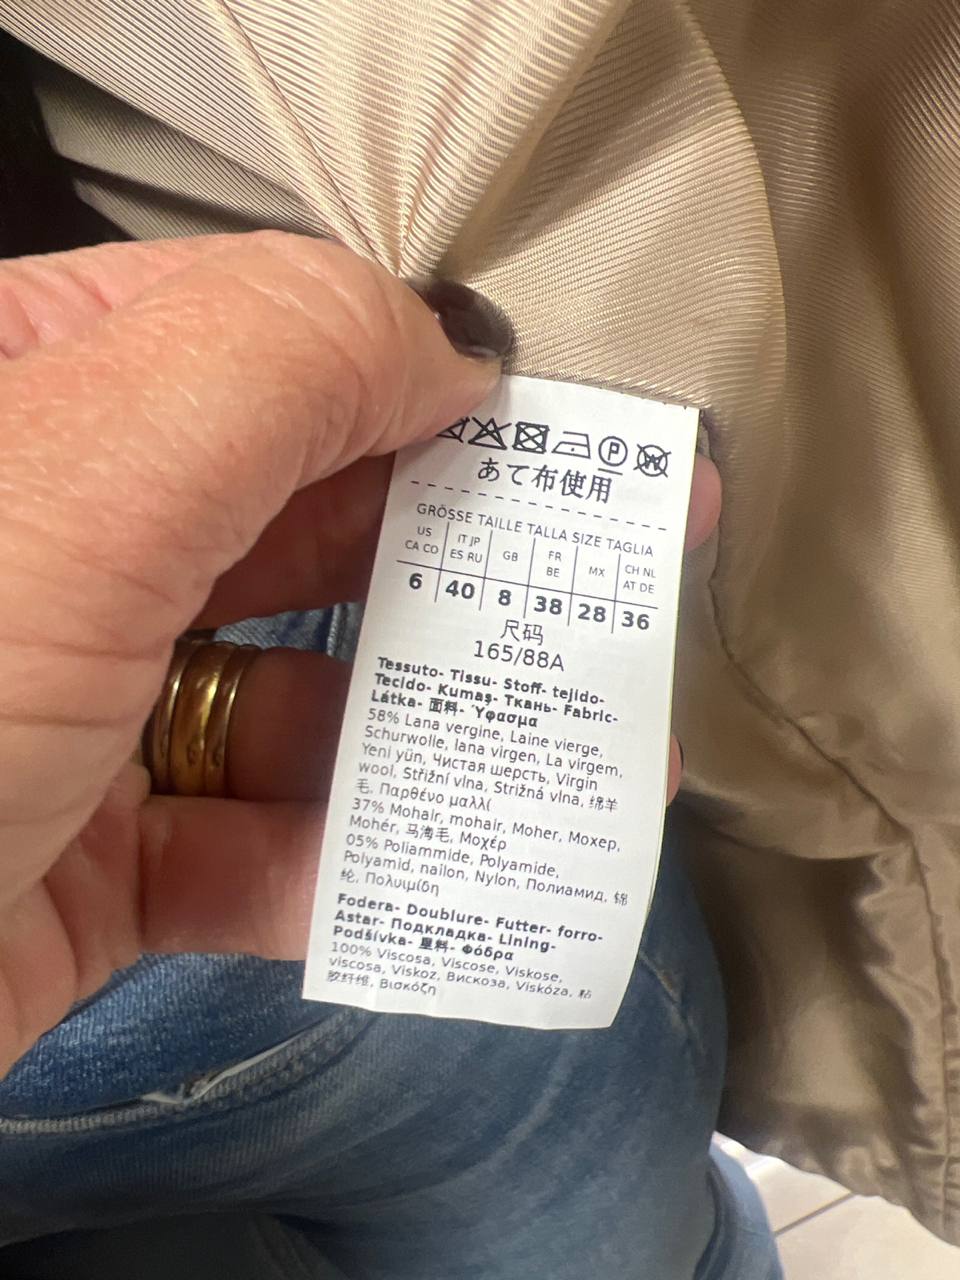 P W
あて布使用
GRÖSSE TAILLE TALLA SIZE TAGLIA
US CA CO IT JP ES RU GB FR BE MX CH NL AT DE
6 40 8 38 28 36
尺码
165/88A
Tessuto- Tissu- Stoff- tejido-
Tecido- Kumaş- Ткань- Fabric-
Látka- 面料- Ύφασμα
58% Lana vergine, Laine vierge,
Schurwolle, lana virgen, La virgem,
Yeni yün, Чистая шерсть, Virgin
wool, Střižní vlna, Strižná vlna, 绵羊
毛, Παρθένο μαλλί
37% Mohair, mohair, Moher, Мохер,
Mohér, 马海毛, Μοχέρ
05% Poliammide, Polyamide,
Polyamid, nailon, Nylon, Полиамид, 锦
纶, Πολυιμίδη
Fodera- Doublure- Futter- forro-
Astar- Подкладка- Lining-
Podšívka- 里料- Φόδρα
100% Viscosa, Viscose, Viskose,
viscosa, Viskoz, Вискоза, Viskóza, 粘
胶纤维, Βισκόζη